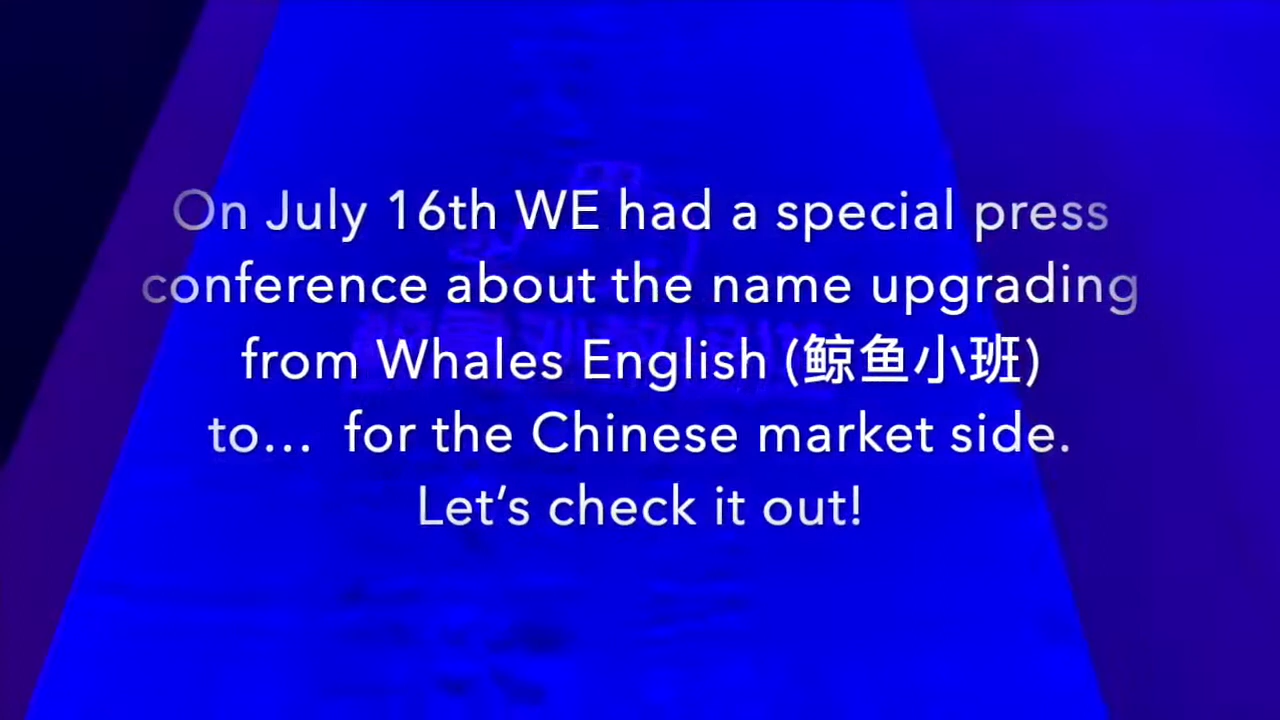 On July 16th WE had a special press
conference about the name upgrading
from Whales English (鲸鱼小班)
to... for the Chinese market side.
Let's check it out!